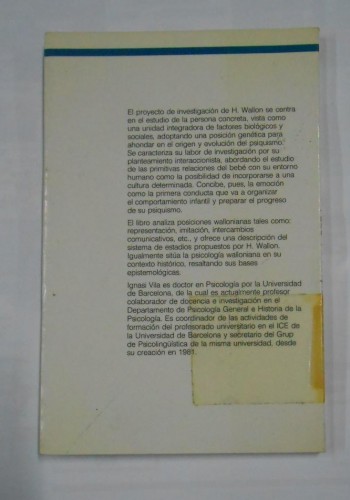 El proyecto de investigación de H. Wallon se centra
en el estudio de la persona concreta, vista como
una unidad integradora de factores biológicos y
sociales, adoptando una posición genética para
ahondar en el origen y evolución del psiquismo.
Se caracteriza su labor de investigación por su
planteamiento interaccionista, abordando el estudio
de las primitivas relaciones del bebé con su entorno
humano como la posibilidad de incorporarse a una
cultura determinada. Concibe, pues, la emoción
como la primera conducta que va a organizar
el comportamiento infantil y preparar el progreso
de su psiquismo.
El libro analiza posiciones wallonianas tales como:
representación, imitación, intercambios
comunicativos, etc., y ofrece una descripción del
sistema de estadios propuestos por H. Wallon.
Igualmente sitúa la psicología walloniana en su
contexto histórico, resaltando sus bases
epistemológicas.
Ignasi Vila es doctor en Psicología por la Universidad
de Barcelona, de la cual es actualmente profesor
colaborador de docencia e investigación en el
Departamento de Psicología General e Historia de la
Psicología. Es coordinador de las actividades de
formación del profesorado universitario en el ICE de
la Universidad de Barcelona y secretario del Grup
de Psicolingüística de la misma universidad, desde
su creación en 1981.